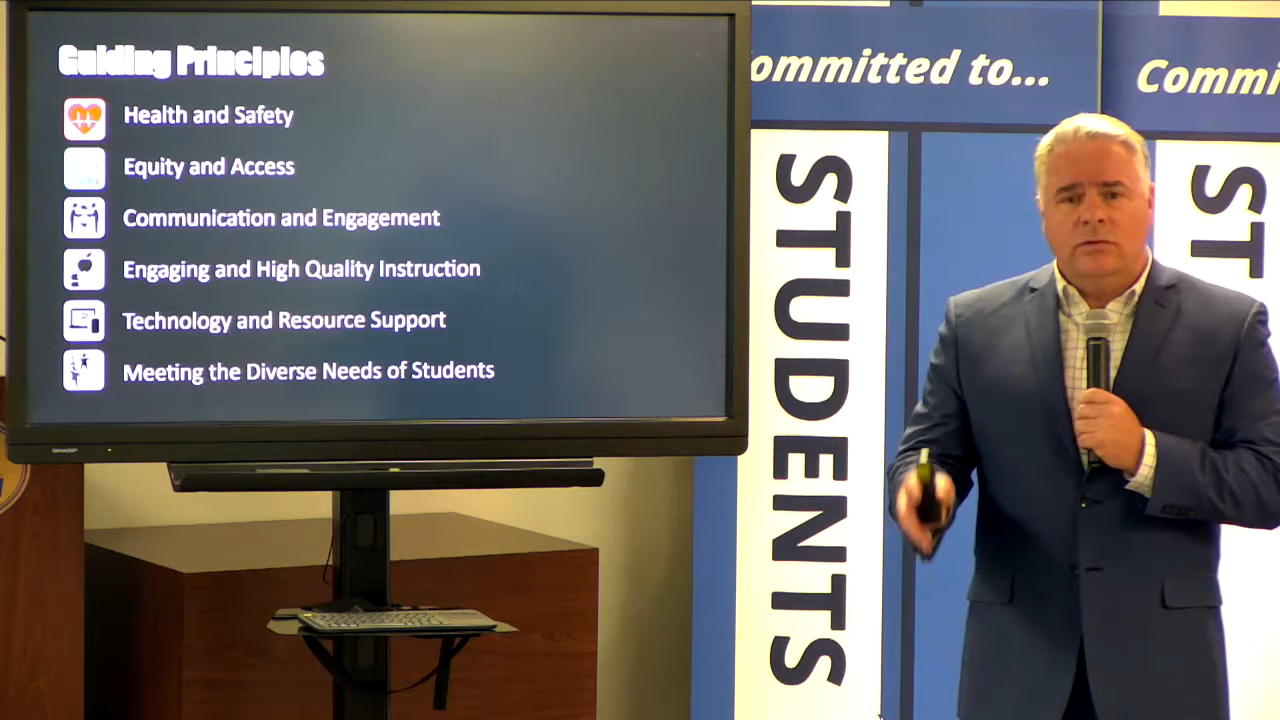 Guiding Principles
Health and Safety
Equity and Access
Communication and Engagement
Engaging and High Quality Instruction
Technology and Resource Support
Meeting the Diverse Needs of Students
SHARP
ommitted to...
STUDENTS
Commi
ST